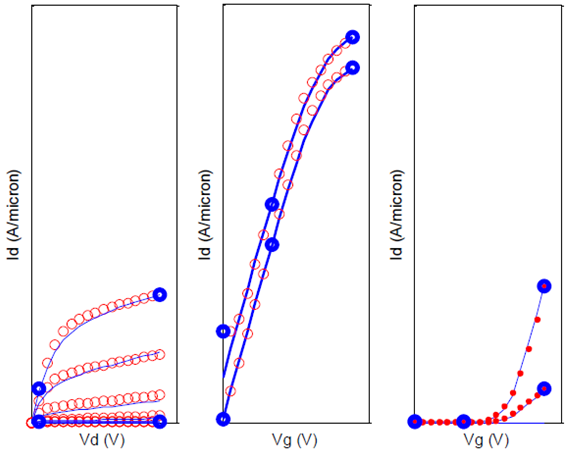 Id (A/micron)
Vd (V)
Id (A/micron)
Vg (V)
Id (A/micron)
Vg (V)